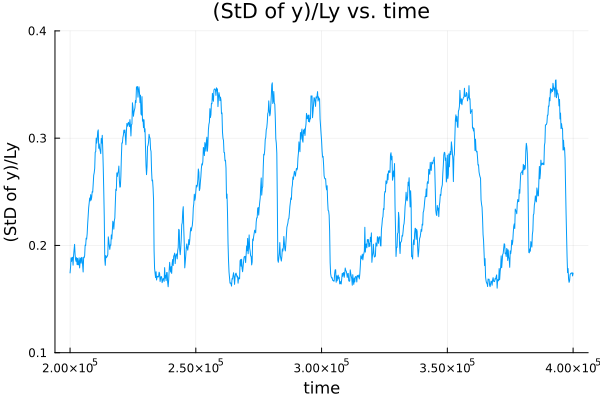 (StD of y)/Ly vs. time
0.4
0.3
0.2
0.1
(StD of y)/Ly
2.00×10⁵ 2.50×10⁵ 3.00×10⁵ 3.50×10⁵ 4.00×10⁵
time